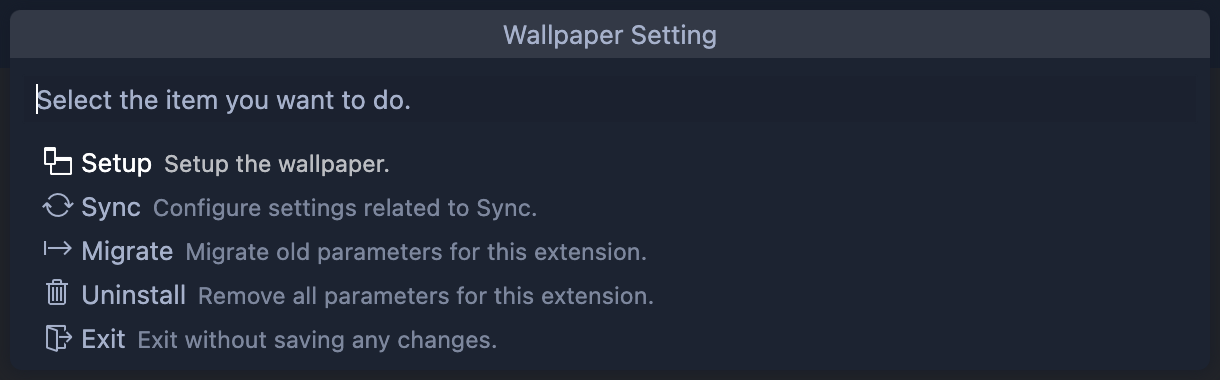 Wallpaper Setting
Select the item you want to do.
Setup Setup the wallpaper.
Sync Configure settings related to Sync.
Migrate Migrate old parameters for this extension.
Uninstall Remove all parameters for this extension.
Exit Exit without saving any changes.